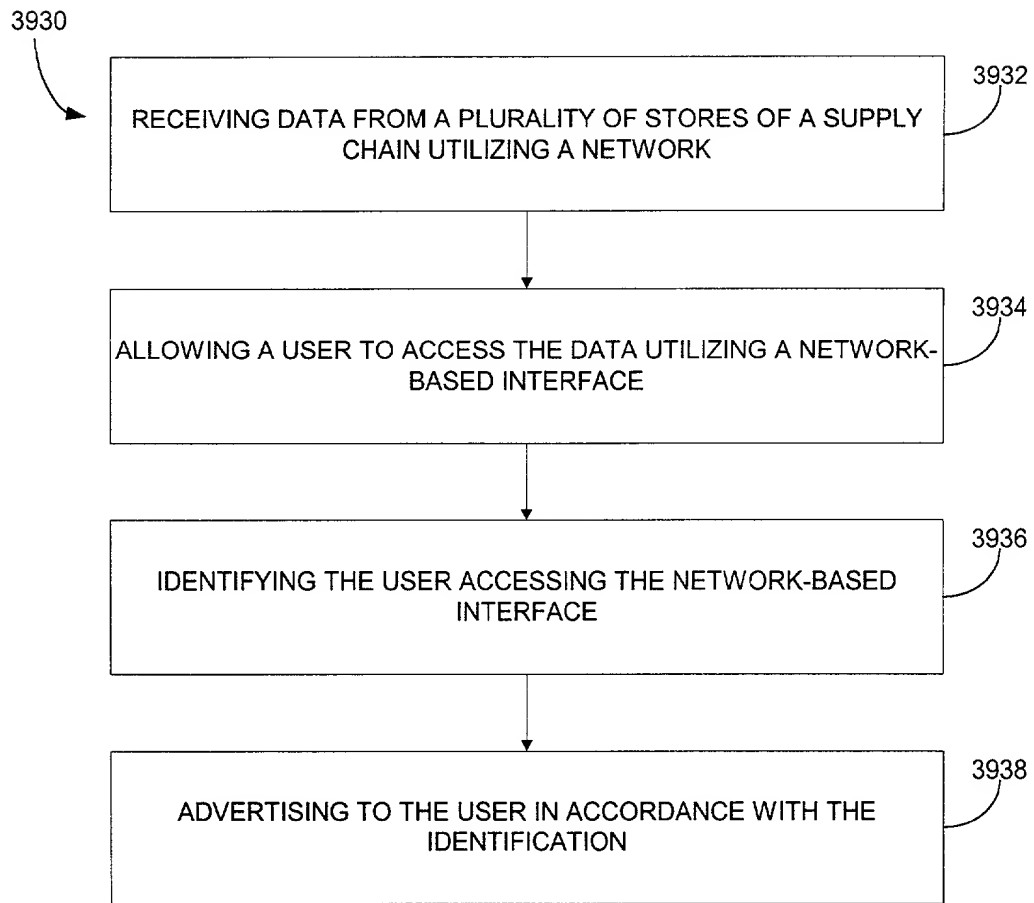 3930
3932
RECEIVING DATA FROM A PLURALITY OF STORES OF A SUPPLY
CHAIN UTILIZING A NETWORK
3934
ALLOWING A USER TO ACCESS THE DATA UTILIZING A NETWORK-
BASED INTERFACE
3936
IDENTIFYING THE USER ACCESSING THE NETWORK-BASED
INTERFACE
3938
ADVERTISING TO THE USER IN ACCORDANCE WITH THE
IDENTIFICATION